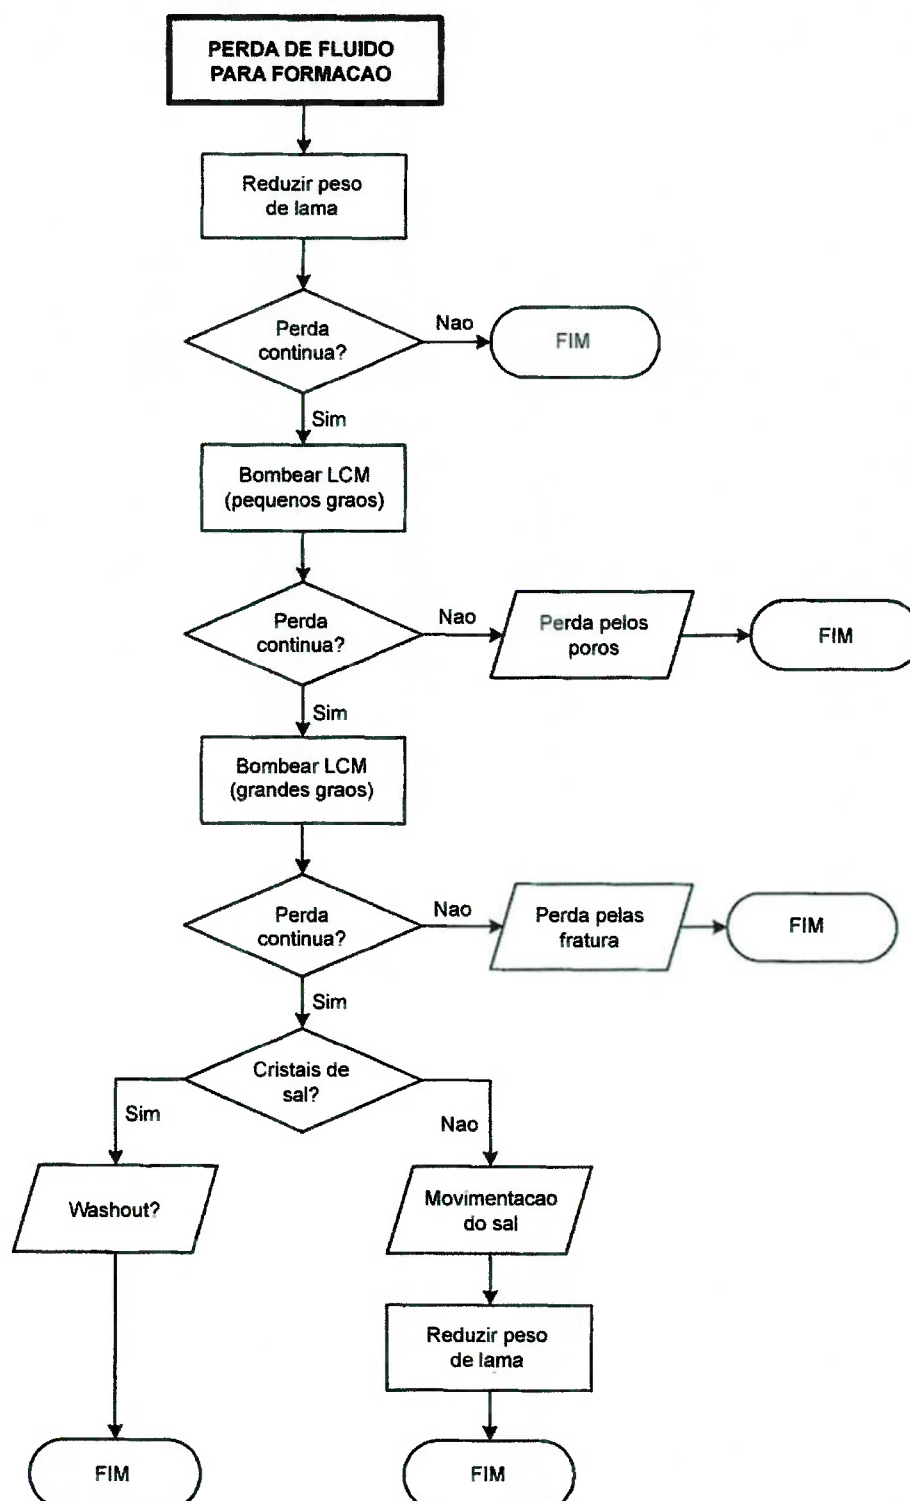 PERDA DE FLUIDO
PARA FORMACAO
Reduzir peso
de lama
Perda
continua?
Nao
FIM
Sim
Bombear LCM
(pequenos graos)
Perda
continua?
Nao
Perda pelos
poros
FIM
Sim
Bombear LCM
(grandes graos)
Perda
continua?
Nao
Perda pelas
fratura
FIM
Sim
Cristais de
sal?
Sim
Nao
Washout?
Movimentacao
do sal
Reduzir peso
de lama
FIM
FIM